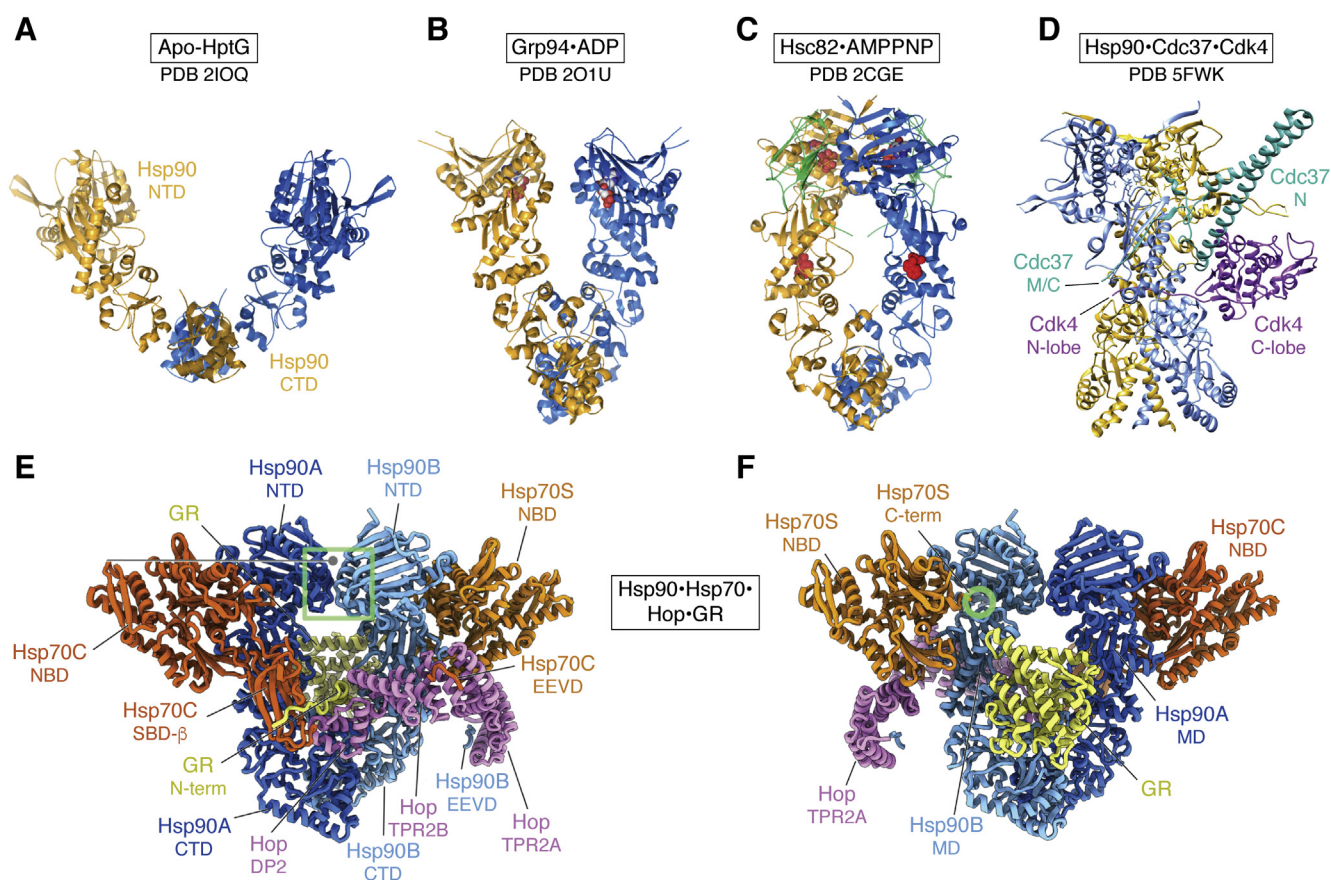 A
Apo-HptG
PDB 2IOQ
Hsp90
NTD
Hsp90
CTD
B
Grp94•ADP
PDB 2O1U
C
Hsc82•AMPPNP
PDB 2CGE
D
Hsp90•Cdc37•Cdk4
PDB 5FWK
Cdc37
N
Cdc37
M/C
Cdk4
N-lobe
Cdk4
C-lobe
E
Hsp90A
NTD
Hsp90B
NTD
GR
Hsp70S
NBD
Hsp70C
NBD
Hsp70C
EEVD
Hsp70C
SBD-β
GR
N-term
Hsp90A
CTD
Hop
DP2
Hsp90B
CTD
Hop
TPR2B
Hsp90B
EEVD
Hop
TPR2A
Hsp90•Hsp70•
Hop•GR
F
Hsp70S
C-term
Hsp70S
NBD
Hsp70C
NBD
Hsp90A
MD
GR
Hop
TPR2A
Hsp90B
MD